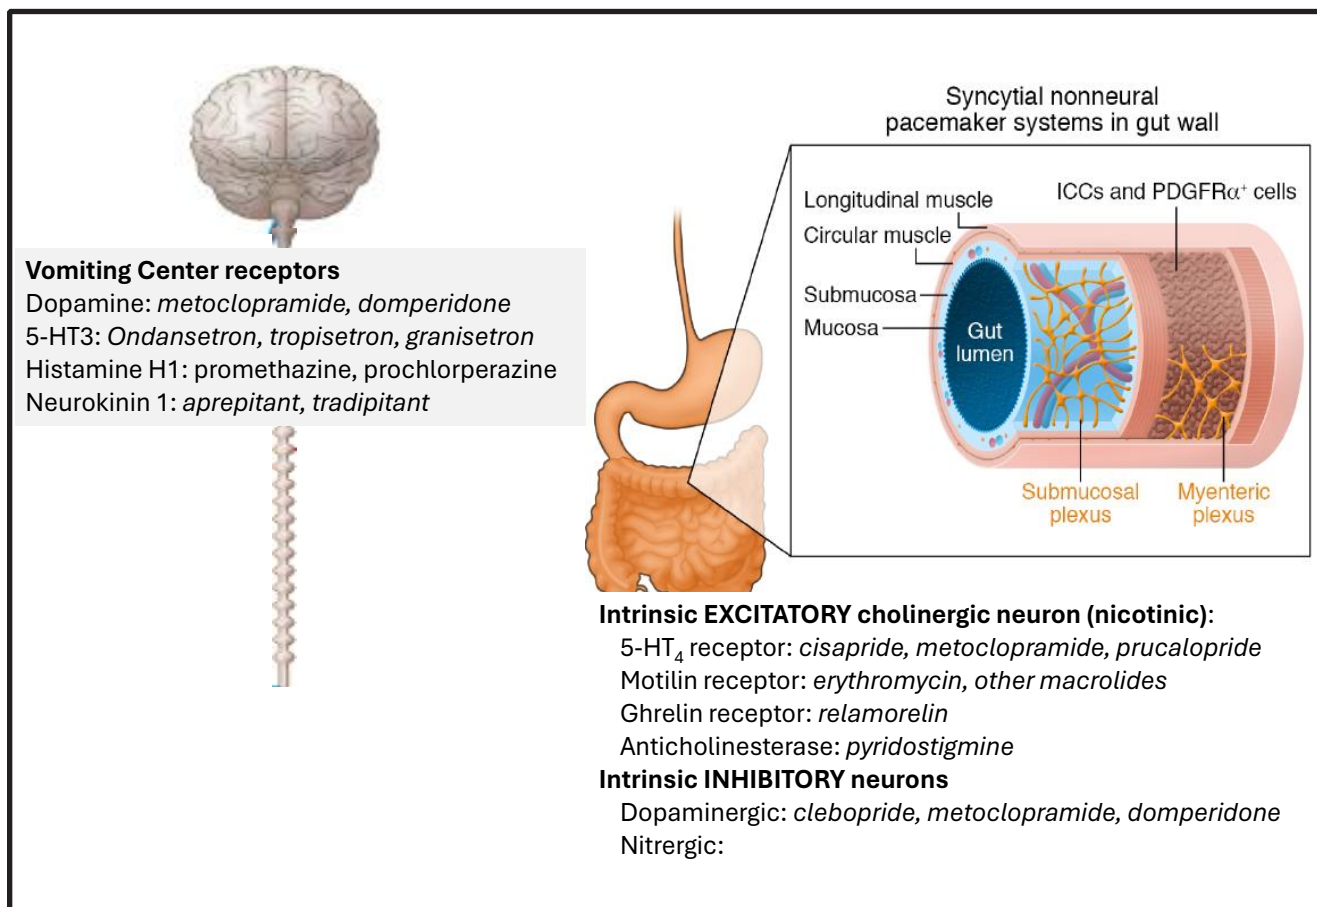 Syncytial nonneural
pacemaker systems in gut wall
Longitudinal muscle
Circular muscle
Submucosa
Mucosa
Gut
lumen
ICCs and PDGFRα⁺ cells
Submucosal
plexus
Myenteric
plexus
Vomiting Center receptors
Dopamine: metoclopramide, domperidone
5-HT3: Ondansetron, tropisetron, granisetron
Histamine H1: promethazine, prochlorperazine
Neurokinin 1: aprepitant, tradipitant
Intrinsic EXCITATORY cholinergic neuron (nicotinic):
5-HT₄ receptor: cisapride, metoclopramide, prucalopride
Motilin receptor: erythromycin, other macrolides
Ghrelin receptor: relamorelin
Anticholinesterase: pyridostigmine
Intrinsic INHIBITORY neurons
Dopaminergic: clebopride, metoclopramide, domperidone
Nitrergic: